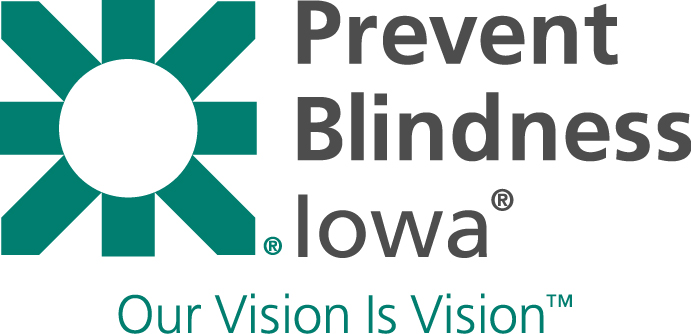 Prevent
Blindness
®Iowa®
Our Vision Is Vision™